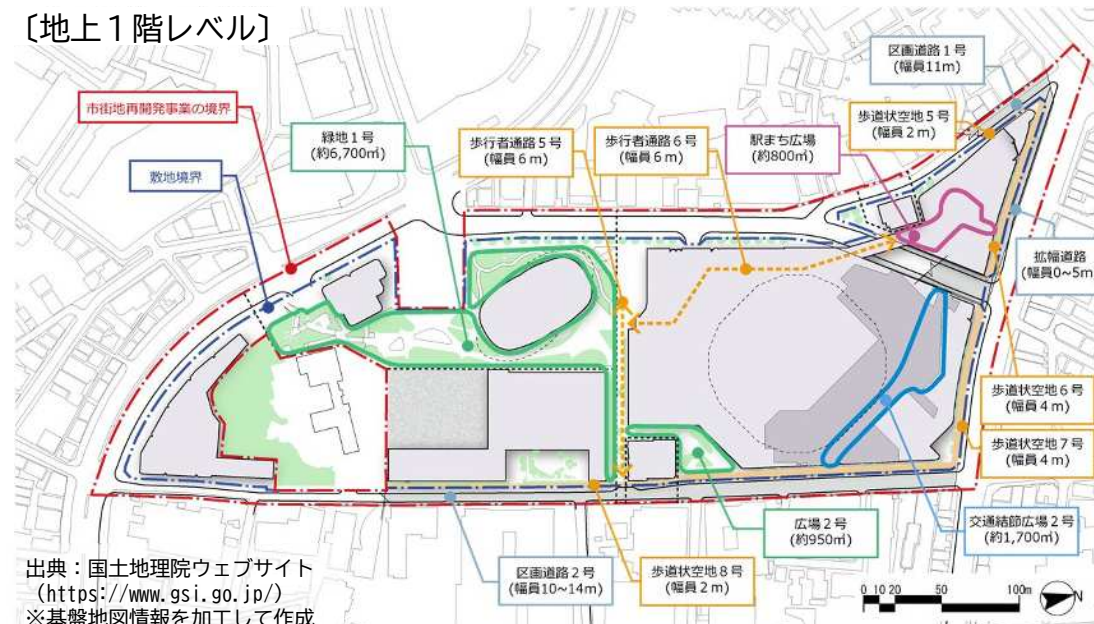 〔地上１階レベル〕
区画道路１号
(幅員11m)
市街地再開発事業の境界
緑地１号
(約6,700㎡)
歩行者通路５号
(幅員６m)
歩行者通路６号
(幅員６m)
駅まち広場
(約800㎡)
歩道状空地５号
(幅員２m)
敷地境界
拡幅道路
(幅員0~5m
歩道状空地６号
(幅員４m)
歩道状空地７号
(幅員４m)
広場２号
(約950㎡)
交通結節広場２号
(約1,700㎡)
区画道路２号
(幅員10~14m)
歩道状空地８号
(幅員２m)
出典：国土地理院ウェブサイト
(https://www.gsi.go.jp/)
※基盤地図情報を加工して作成
0 10 20 50 100m
N